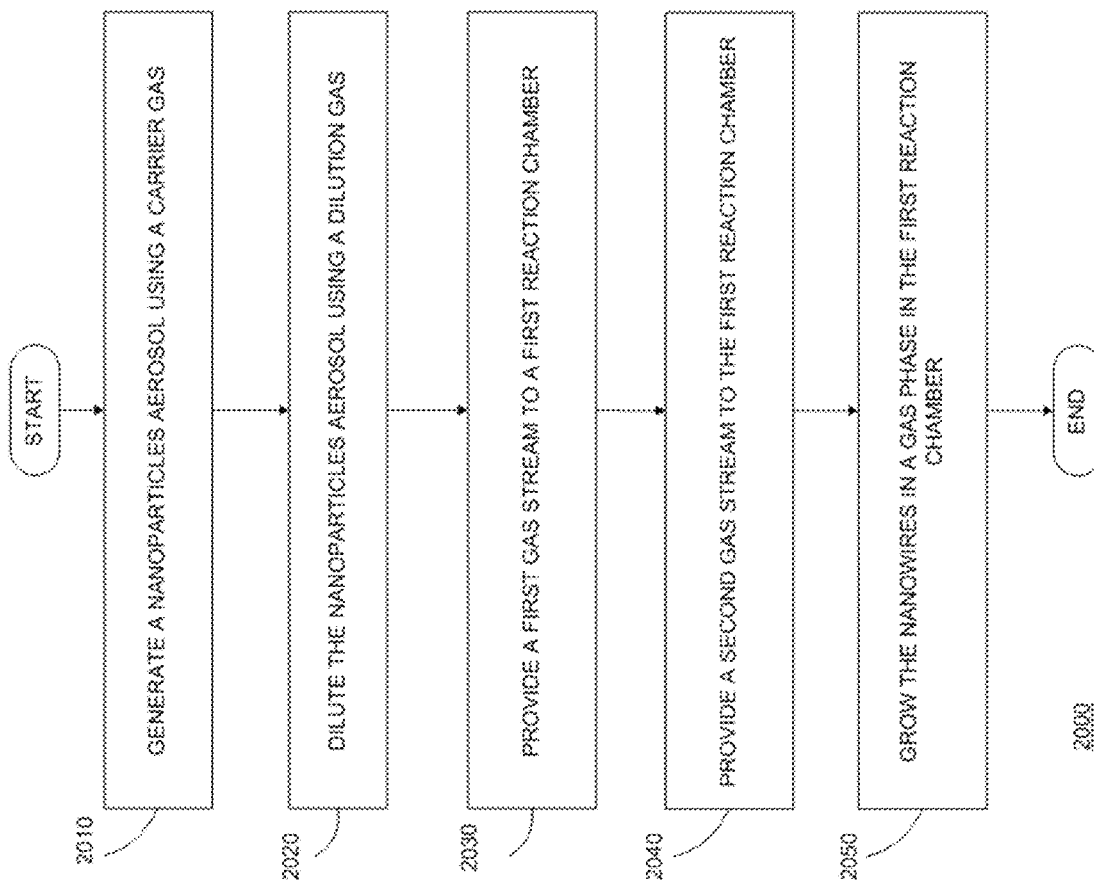 START
2010
GENERATE A NANOPARTICLES AEROSOL USING A CARRIER GAS
2020
DILUTE THE NANOPARTICLES AEROSOL USING A DILUTION GAS
2030
PROVIDE A FIRST GAS STREAM TO A FIRST REACTION CHAMBER
2040
PROVIDE A SECOND GAS STREAM TO THE FIRST REACTION CHAMBER
2050
GROW THE NANOWIRES IN A GAS PHASE IN THE FIRST REACTION
CHAMBER
END
2000